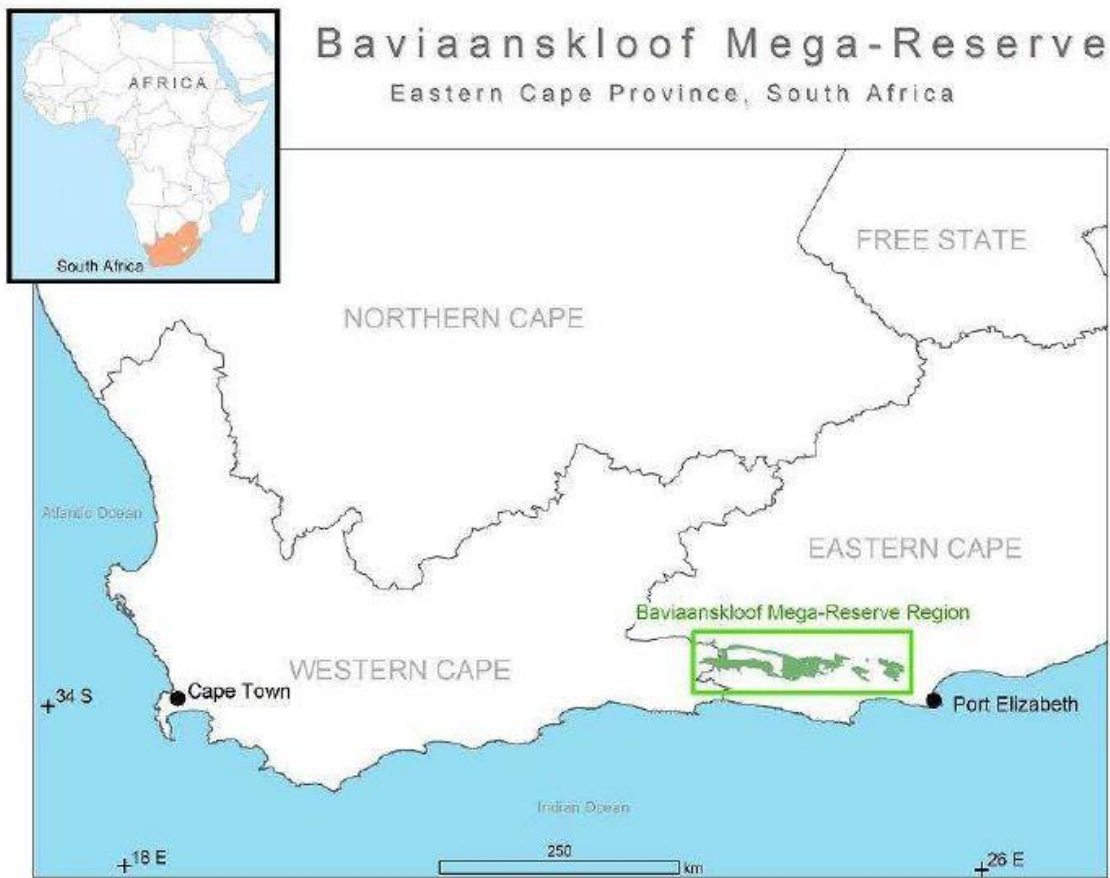 Baviaanskloof Mega-Reserve
Eastern Cape Province, South Africa
AFRICA
South Africa
FREE STATE
NORTHERN CAPE
Atlantic Ocean
EASTERN CAPE
Baviaanskloof Mega-Reserve Region
WESTERN CAPE
Cape Town
34 S
Port Elizabeth
Indian Ocean
18 E
250
km
26 E